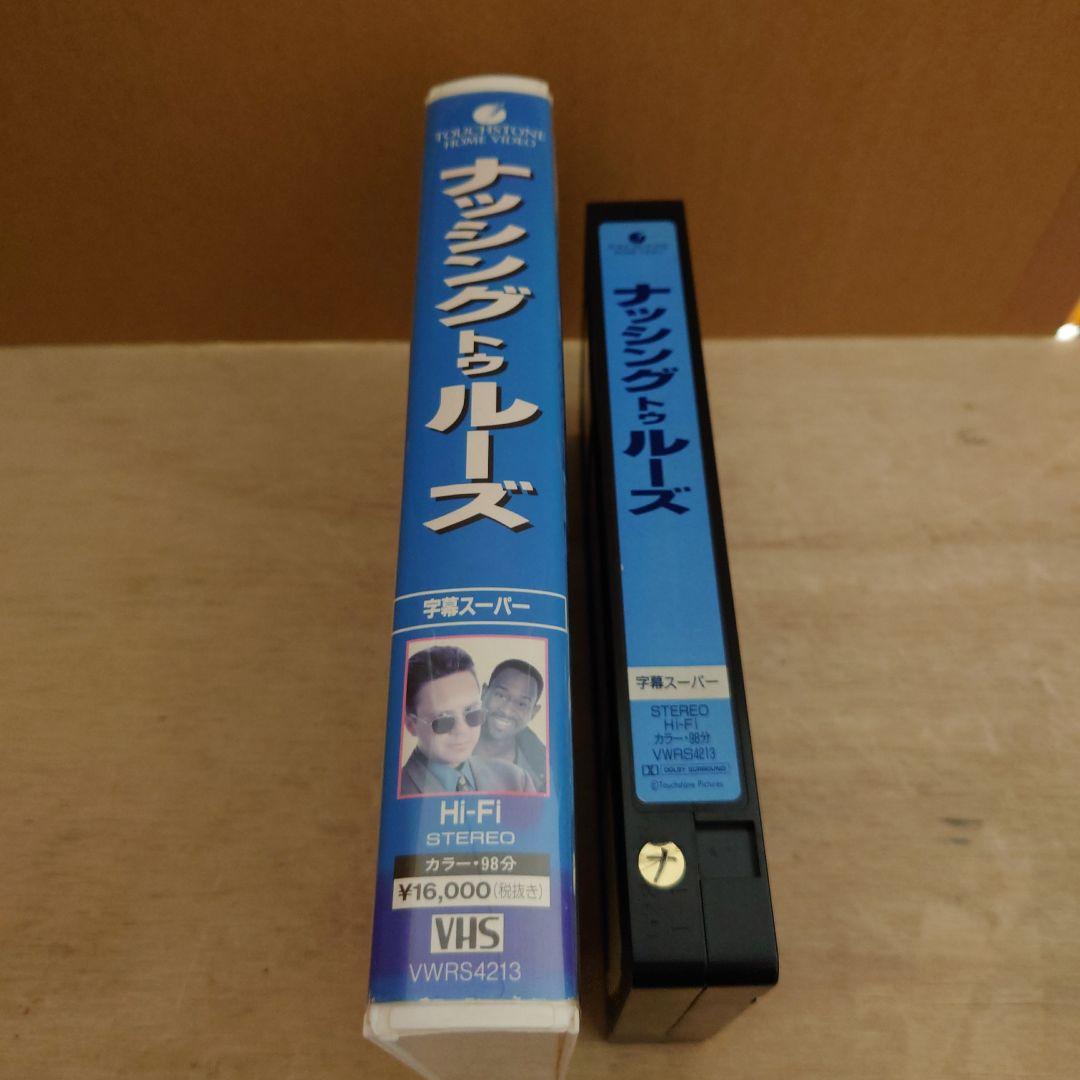 TOUCHSTONE
HOME VIDEO
ナッシング トゥ ルーズ
字幕スーパー
Hi-Fi
STEREO
カラー・98分
¥16,000(税抜き)
VHS
VWRS4213
TOUCHSTONE
HOME VIDEO
ナッシング トゥ ルーズ
字幕スーパー
STEREO
Hi-Fi
カラー・98分
VWRS4213
DOLBY SURROUND
©Touchstone Pictures
ナ